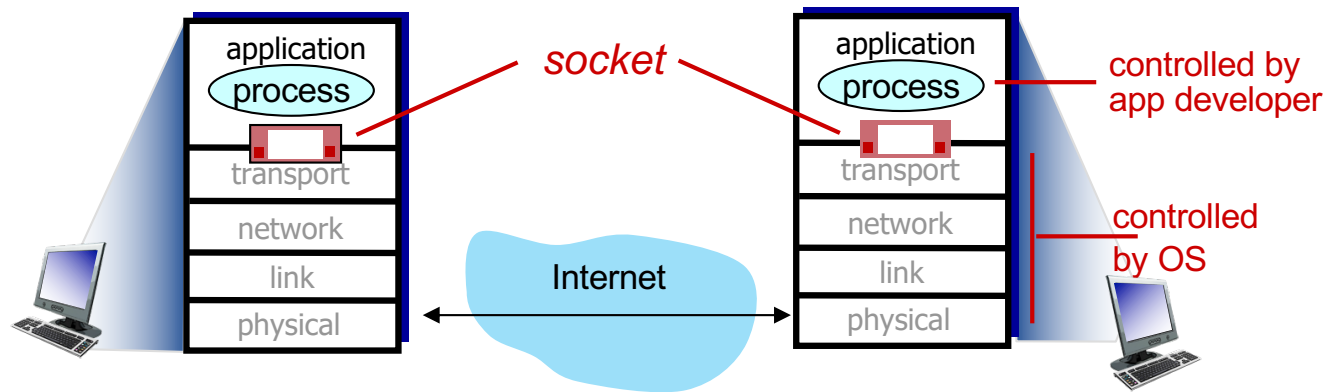 application
process
transport
network
link
physical
socket
Internet
application
process
transport
network
link
physical
controlled by
app developer
controlled
by OS